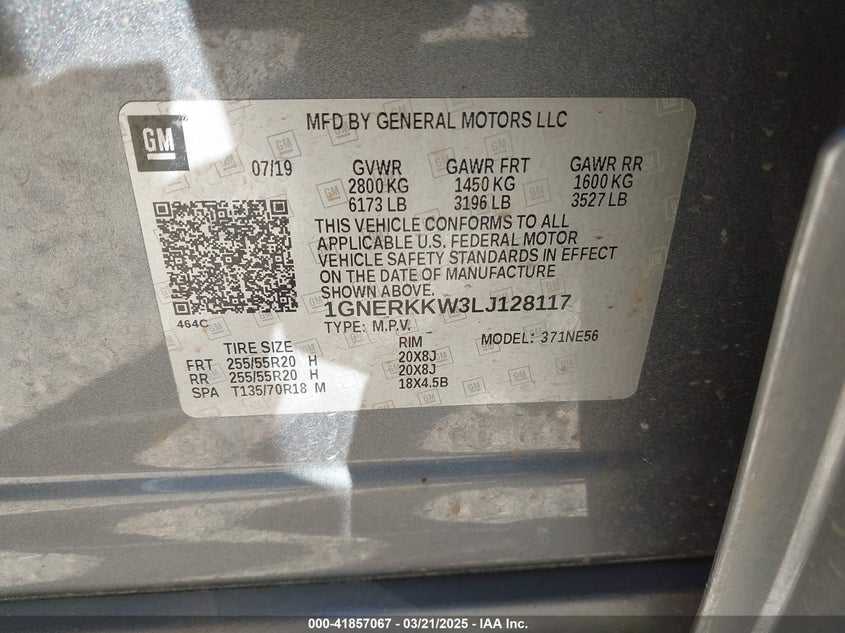 GM
MFD BY GENERAL MOTORS LLC
07/19 GVWR GAWR FRT GAWR RR
2800 KG 1450 KG 1600 KG
6173 LB 3196 LB 3527 LB
THIS VEHICLE CONFORMS TO ALL
APPLICABLE U.S. FEDERAL MOTOR
VEHICLE SAFETY STANDARDS IN EFFECT
ON THE DATE OF MANUFACTURE
SHOWN ABOVE.
464C
1GNERKKW3LJ128117
TYPE: M.P.V. MODEL: 371NE56
TIRE SIZE RIM
FRT 255/55R20 H 20X8J
RR 255/55R20 H 20X8J
SPA T135/70R18 M 18X4.5B
000-41857067 — 03/21/2025 — IAA Inc.